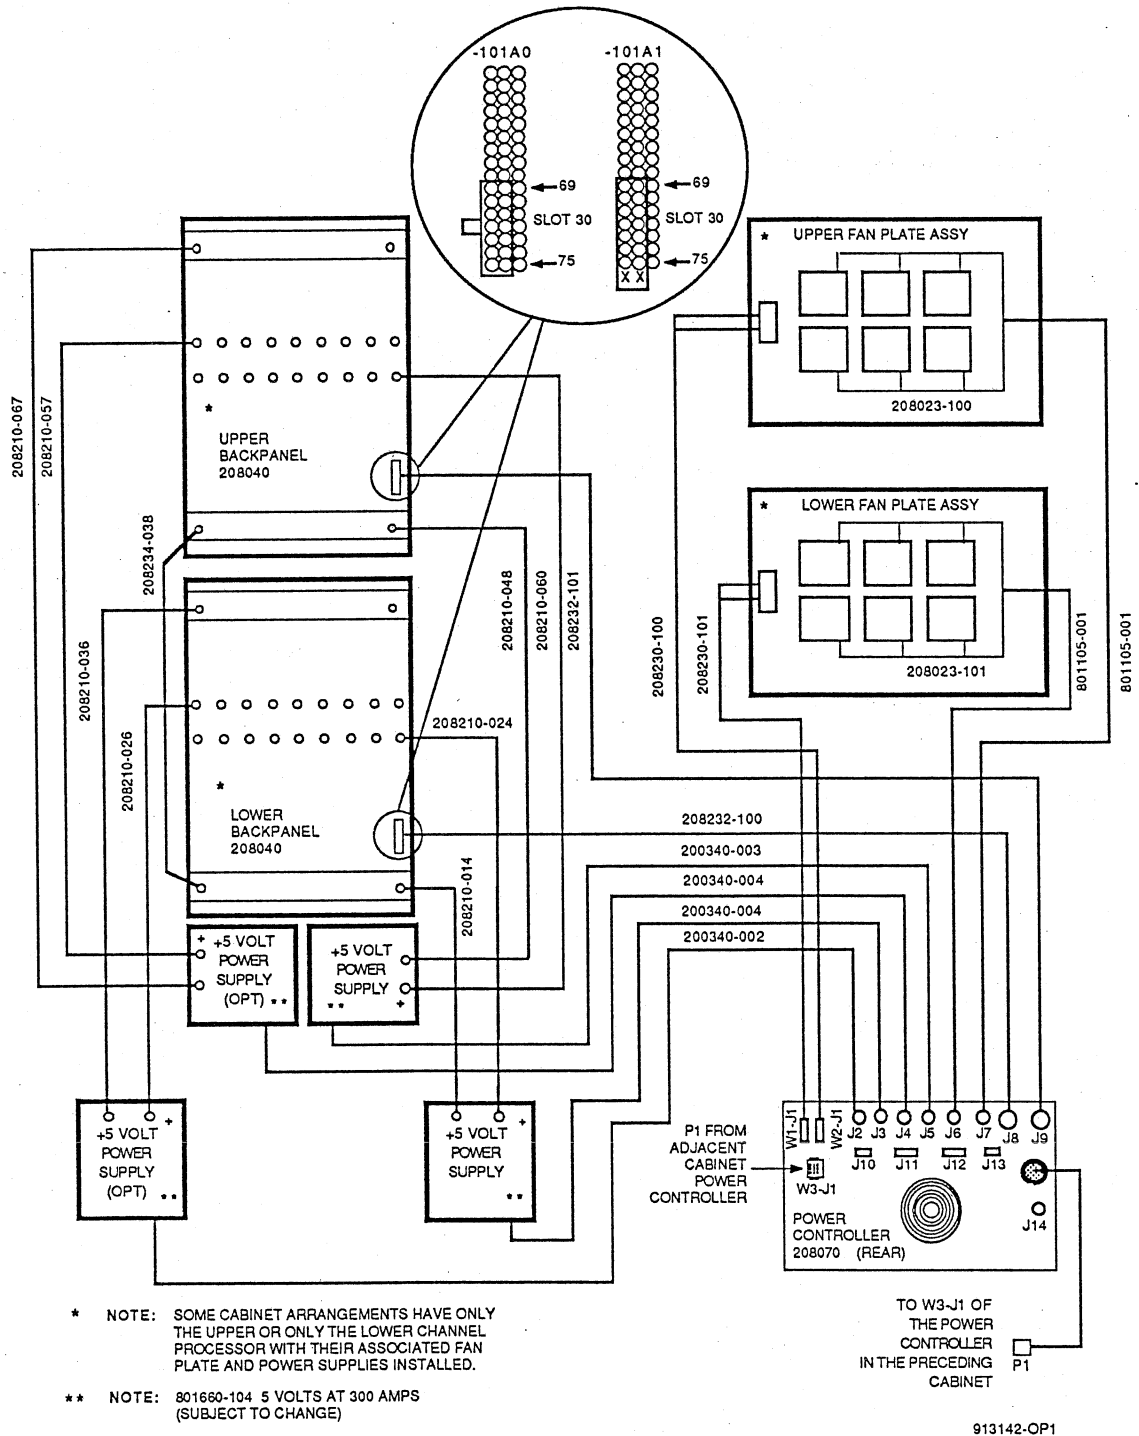 -101A0
-101A1
69
69
SLOT 30
SLOT 30
75
75
X X
* UPPER FAN PLATE ASSY
208023-100
* LOWER FAN PLATE ASSY
208023-101
208210-067
208210-057
*
UPPER
BACKPANEL
208040
208234-038
208210-048
208210-060
208232-101
208230-100
208230-101
801105-001
801105-001
208210-036
208210-026
208210-024
*
LOWER
BACKPANEL
208040
208210-014
208232-100
200340-003
200340-004
200340-004
200340-002
+
+5 VOLT
POWER
SUPPLY
(OPT) **
+5 VOLT
POWER
SUPPLY
** +
+
+5 VOLT
POWER
SUPPLY
(OPT)
**
+
+5 VOLT
POWER
SUPPLY
**
P1 FROM
ADJACENT
CABINET
POWER
CONTROLLER
W1-J1
W2-J1
J2 J3 J4 J5 J6 J7 J8 J9
J10 J11 J12 J13
W3-J1
J14
POWER
CONTROLLER
208070 (REAR)
TO W3-J1 OF
THE POWER
CONTROLLER
IN THE PRECEDING
CABINET
P1
* NOTE: SOME CABINET ARRANGEMENTS HAVE ONLY
THE UPPER OR ONLY THE LOWER CHANNEL
PROCESSOR WITH THEIR ASSOCIATED FAN
PLATE AND POWER SUPPLIES INSTALLED.
** NOTE: 801660-104 5 VOLTS AT 300 AMPS
(SUBJECT TO CHANGE)
913142-OP1